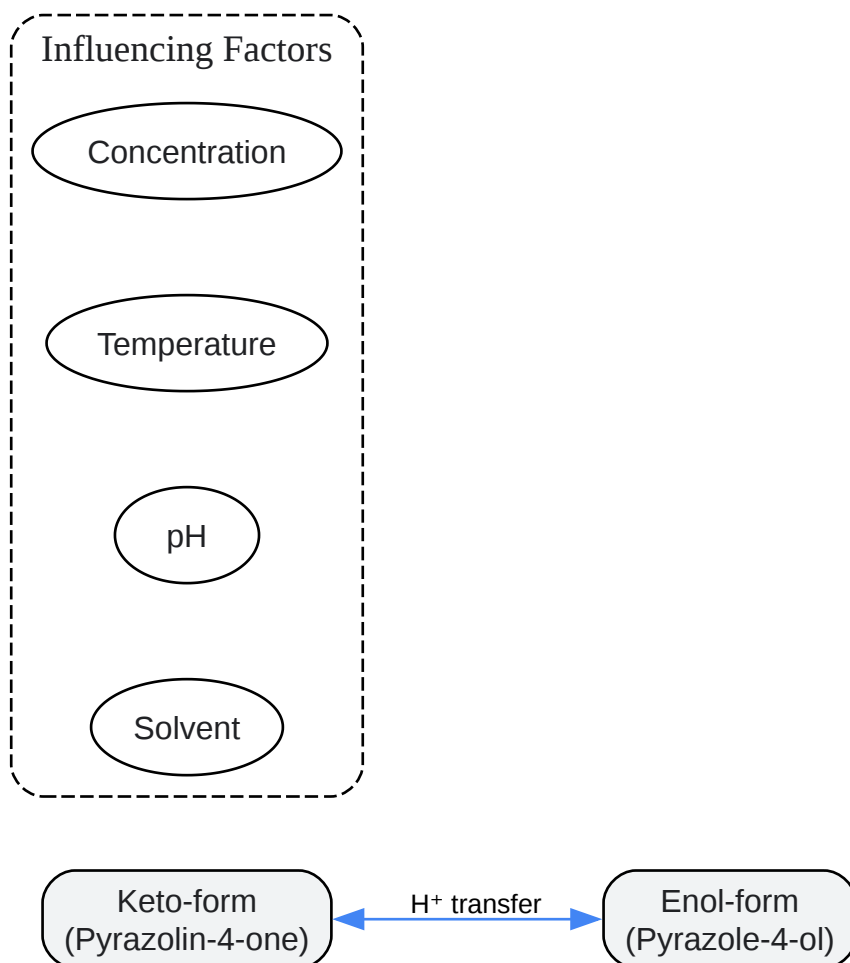 Influencing Factors
Concentration
Temperature
pH
Solvent
Keto-form
(Pyrazolin-4-one)
H⁺ transfer
Enol-form
(Pyrazole-4-ol)